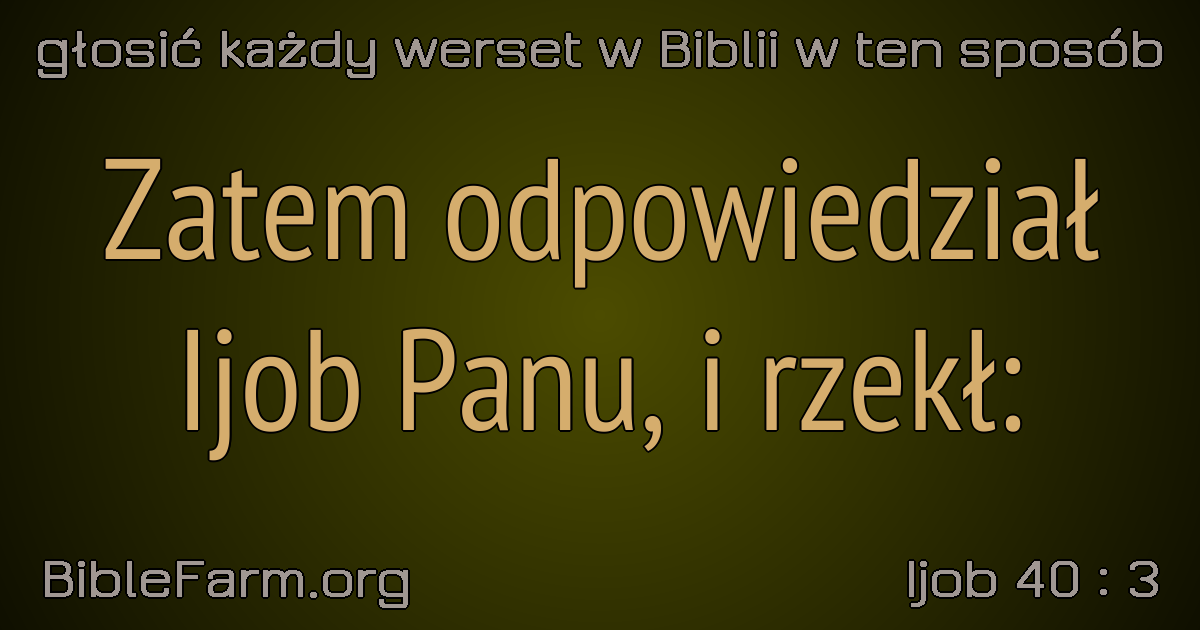 głosić każdy werset w Biblii w ten sposób
Zatem odpowiedział
Ijob Panu, i rzekł:
BibleFarm.org
Ijob 40 : 3